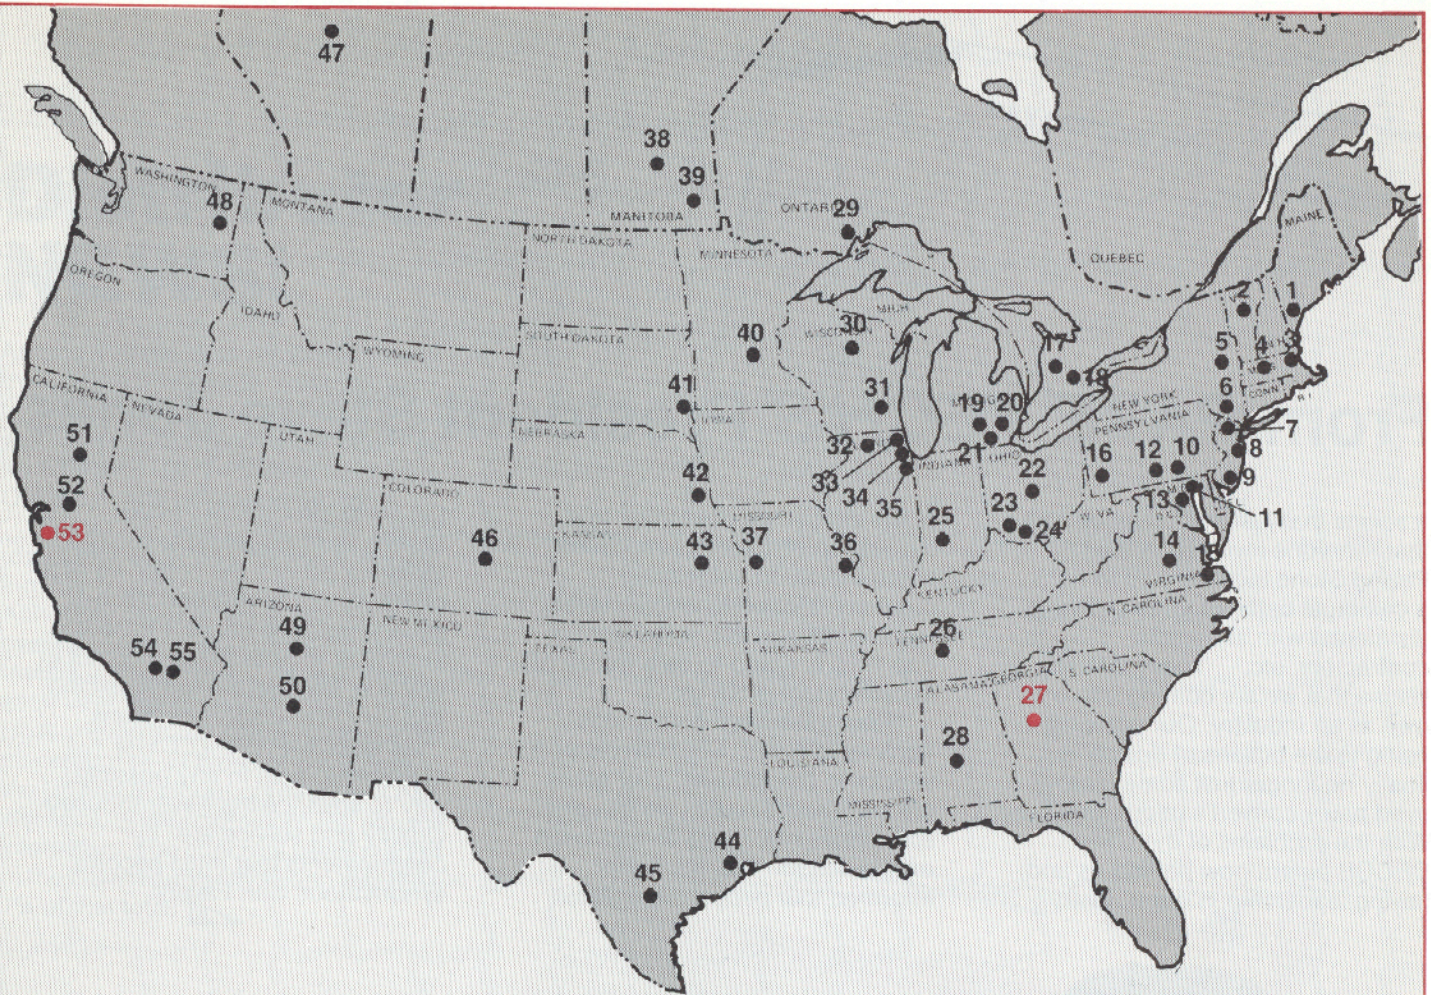 47
38
39
MANITOBA
ONTARIO
29
WASHINGTON
48
MONTANA
NORTH DAKOTA
MINNESOTA
QUEBEC
MAINE
OREGON
IDAHO
2
1
MICH
WISCONSIN
30
SOUTH DAKOTA
40
WYOMING
17
18
5
4
3
CALIFORNIA
NEVADA
41
31
19
20
21
6
NEW YORK
CONN
R.I.
PENNSYLVANIA
7
IOWA
NEBRASKA
UTAH
51
32
33
34
35
INDIANA
OHIO
16
12
10
8
9
52
COLORADO
42
22
13
11
53
MISSOURI
KANSAS
46
43
37
36
25
23
24
W. VA
14
15
VIRGINIA
KENTUCKY
ARIZONA
NEW MEXICO
49
TEXAS
OKLAHOMA
ARKANSAS
26
TENNESSEE
N. CAROLINA
S. CAROLINA
54
55
50
ALABAMA
GEORGIA
27
28
LOUISIANA
MISSISSIPPI
FLORIDA
44
45